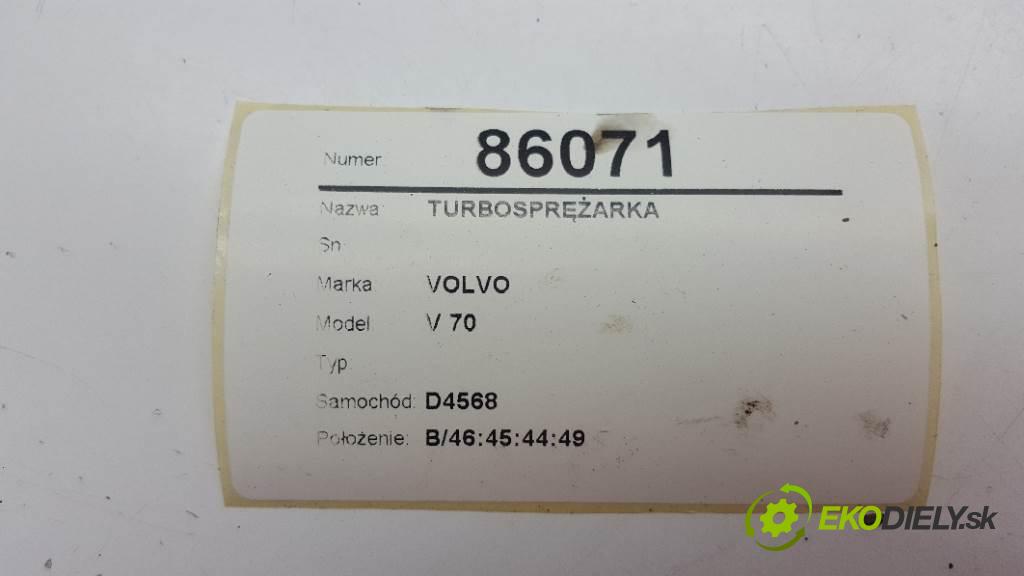 Numer: 86071
Nazwa: TURBOSPRĘŻARKA
Sn:
Marka: VOLVO
Model: V 70
Typ:
Samochód: D4568
Położenie: B/46:45:44:49
EKODIELY.sk